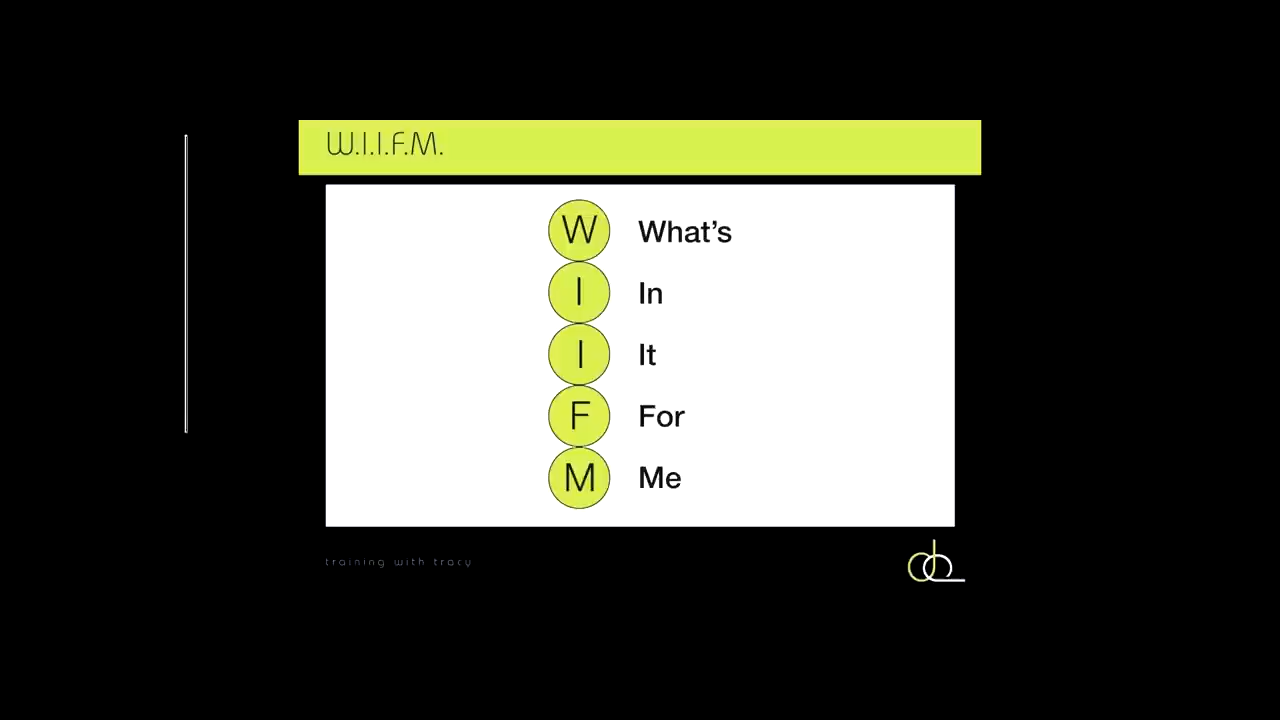 W.I.I.F.M.
W What's
I In
I It
F For
M Me
training with tracy